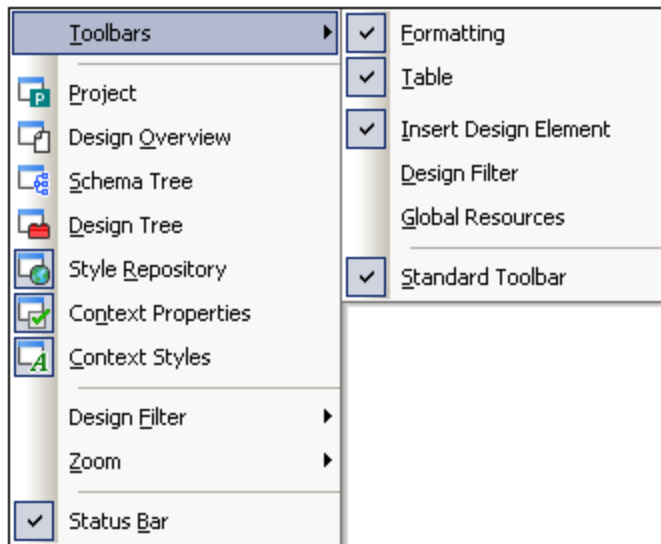 Toolbars
Project
Design Overview
Schema Tree
Design Tree
Style Repository
Context Properties
Context Styles
Design Filter
Zoom
Status Bar
Formatting
Table
Insert Design Element
Design Filter
Global Resources
Standard Toolbar